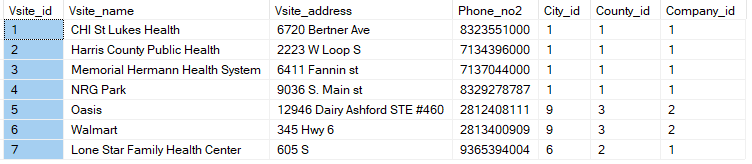 Vsite_id Vsite_name Vsite_address Phone_no2 City_id County_id Company_id
1 CHI St Lukes Health 6720 Bertner Ave 8323551000 1 1 1
2 Harris County Public Health 2223 W Loop S 7134396000 1 1 1
3 Memorial Hermann Health System 6411 Fannin st 7137044000 1 1 1
4 NRG Park 9036 S. Main st 8329278787 1 1 1
5 Oasis 12946 Dairy Ashford STE #460 2812408111 9 3 2
6 Walmart 345 Hwy 6 2813400909 9 3 2
7 Lone Star Family Health Center 605 S 9365394004 6 2 1